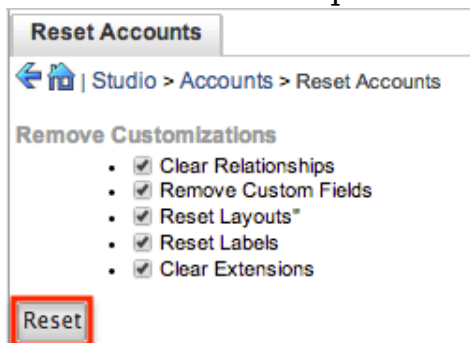 Reset Accounts
| Studio > Accounts > Reset Accounts
Remove Customizations
• Clear Relationships
• Remove Custom Fields
• Reset Layouts*
• Reset Labels
• Clear Extensions
Reset